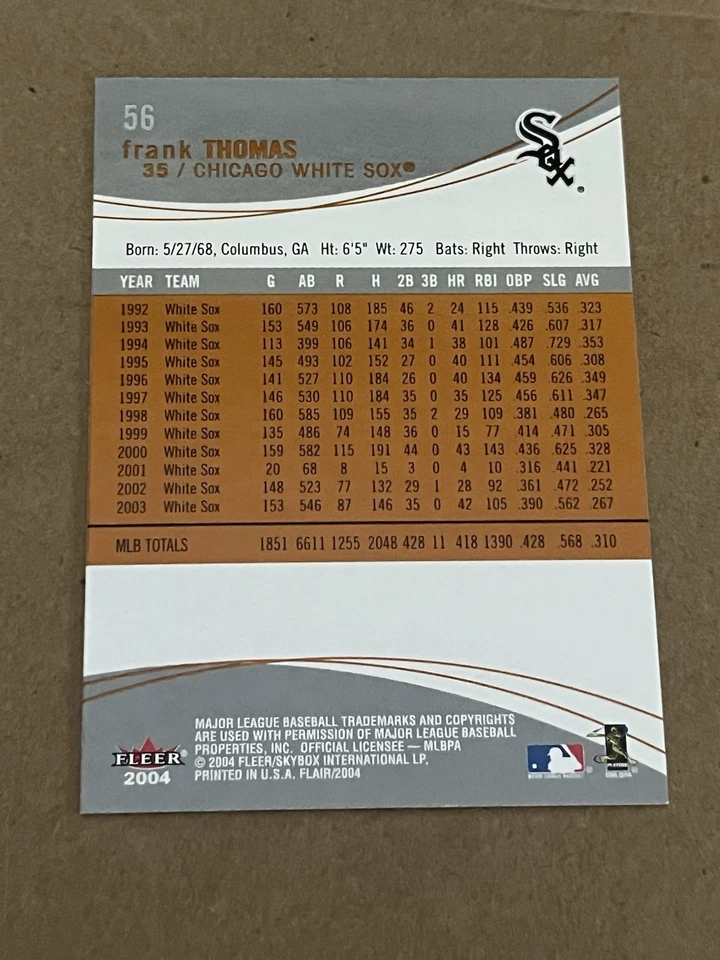 56
frank THOMAS
35 / CHICAGO WHITE SOX®
SOX ®
Born: 5/27/68, Columbus, GA Ht: 6'5" Wt: 275 Bats: Right Throws: Right
YEAR TEAM G AB R H 2B 3B HR RBI OBP SLG AVG
1992 White Sox 160 573 108 185 46 2 24 115 .439 .536 .323
1993 White Sox 153 549 106 174 36 0 41 128 .426 .607 .317
1994 White Sox 113 399 106 141 34 1 38 101 .487 .729 .353
1995 White Sox 145 493 102 152 27 0 40 111 .454 .606 .308
1996 White Sox 141 527 110 184 26 0 40 134 .459 .626 .349
1997 White Sox 146 530 110 184 35 0 35 125 .456 .611 .347
1998 White Sox 160 585 109 155 35 2 29 109 .381 .480 .265
1999 White Sox 135 486 74 148 36 0 15 77 .414 .471 .305
2000 White Sox 159 582 115 191 44 0 43 143 .436 .625 .328
2001 White Sox 20 68 8 15 3 0 4 10 .316 .441 .221
2002 White Sox 148 523 77 132 29 1 28 92 .361 .472 .252
2003 White Sox 153 546 87 146 35 0 42 105 .390 .562 .267
MLB TOTALS 1851 6611 1255 2048 428 11 418 1390 .428 .568 .310
MAJOR LEAGUE BASEBALL TRADEMARKS AND COPYRIGHTS
ARE USED WITH PERMISSION OF MAJOR LEAGUE BASEBALL
PROPERTIES, INC. OFFICIAL LICENSEE — MLBPA
© 2004 FLEER/SKYBOX INTERNATIONAL LP,
PRINTED IN U.S.A. FLAIR/2004
FLEER
2004
MAJOR LEAGUE BASEBALL
PLAYERS